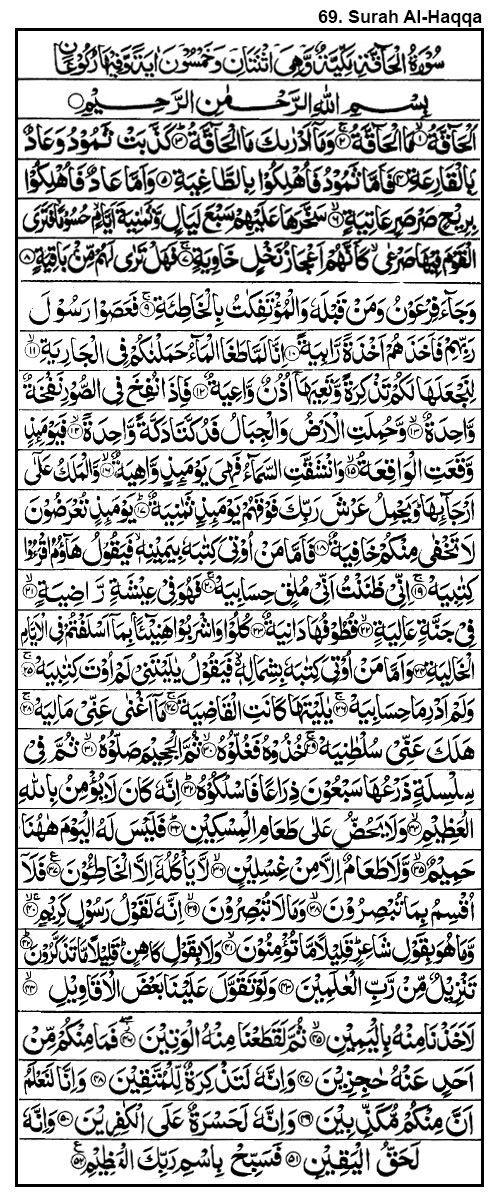 69. Surah Al-Haqqa
سُوْرَةُ الْحَآقَّةِ مَكِّيَّةٌ وَّهِىَ اثْنَتَانِ وَخَمْسُوْنَ اٰيَةً وَّفِيْهَا رُكُوْعَانِ
بِسْمِ اللّٰهِ الرَّحْمٰنِ الرَّحِيْمِ ○
اَلْحَآقَّةُ ۙ‏﴿۱﴾ مَا الْحَآقَّةُ ۚ‏﴿۲﴾ وَمَآ اَدْرٰىكَ مَا الْحَآقَّةُ ؕ‏﴿۳﴾ كَذَّبَتْ ثَمُوْدُ وَعَادٌۢ
بِالْقَارِعَةِ ﴿۴﴾ فَاَمَّا ثَمُوْدُ فَاُهْلِكُوْا بِالطَّاغِيَةِ ﴿۵﴾ وَاَمَّا عَادٌ فَاُهْلِكُوْا
بِرِيْحٍ صَرْصَرٍ عَاتِيَةٍ ۙ‏﴿۶﴾ سَخَّرَهَا عَلَيْهِمْ سَبْعَ لَيَالٍ وَّثَمٰنِيَةَ اَيَّامٍ ۙ حُسُوْمًا فَتَرَى
الْقَوْمَ فِيْهَا صَرْعٰى ۙ كَاَنَّهُمْ اَعْجَازُ نَخْلٍ خَاوِيَةٍ ۚ‏﴿۷﴾ فَهَلْ تَرٰى لَهُمْ مِّنْۢ بَاقِيَةٍ ﴿۸﴾
وَجَآءَ فِرْعَوْنُ وَمَنْ قَبْلَهٗ وَالْمُؤْتَفِكٰتُ بِالْخَاطِئَةِ ۚ‏﴿۹﴾ فَعَصَوْا رَسُوْلَ
رَبِّهِمْ فَاَخَذَهُمْ اَخْذَةً رَّابِيَةً ﴿۱۰﴾ اِنَّا لَمَّا طَغَا الْمَآءُ حَمَلْنٰكُمْ فِى الْجَارِيَةِ ۙ‏﴿۱۱﴾
لِنَجْعَلَهَا لَكُمْ تَذْكِرَةً وَّتَعِيَهَآ اُذُنٌ وَّاعِيَةٌ ﴿۱۲﴾ فَاِذَا نُفِخَ فِى الصُّوْرِ نَفْخَةٌ
وَّاحِدَةٌ ۙ‏﴿۱۳﴾ وَّحُمِلَتِ الْاَرْضُ وَالْجِبَالُ فَدُكَّتَا دَكَّةً وَّاحِدَةً ۙ‏﴿۱۴﴾ فَيَوْمَئِذٍ
وَّقَعَتِ الْوَاقِعَةُ ۙ‏﴿۱۵﴾ وَانْشَقَّتِ السَّمَآءُ فَهِىَ يَوْمَئِذٍ وَّاهِيَةٌ ۙ‏﴿۱۶﴾ وَّالْمَلَكُ عَلٰٓى
اَرْجَآئِهَا ؕ وَيَحْمِلُ عَرْشَ رَبِّكَ فَوْقَهُمْ يَوْمَئِذٍ ثَمٰنِيَةٌ ؕ‏﴿۱۷﴾ يَوْمَئِذٍ تُعْرَضُوْنَ
لَا تَخْفٰى مِنْكُمْ خَافِيَةٌ ﴿۱۸﴾ فَاَمَّا مَنْ اُوْتِىَ كِتٰبَهٗ بِيَمِيْنِهٖ ۙ فَيَقُوْلُ هَآؤُمُ اقْرَءُوْا
كِتٰبِيَهْ ۚ‏﴿۱۹﴾ اِنِّىْ ظَنَنْتُ اَنِّىْ مُلٰقٍ حِسَابِيَهْ ۚ‏﴿۲۰﴾ فَهُوَ فِىْ عِيْشَةٍ رَّاضِيَةٍ ۙ‏﴿۲۱﴾
فِىْ جَنَّةٍ عَالِيَةٍ ۙ‏﴿۲۲﴾ قُطُوْفُهَا دَانِيَةٌ ﴿۲۳﴾ كُلُوْا وَاشْرَبُوْا هَنِيْٓئًۢا بِمَآ اَسْلَفْتُمْ فِى الْاَيَّامِ
الْخَالِيَةِ ﴿۲۴﴾ وَاَمَّا مَنْ اُوْتِىَ كِتٰبَهٗ بِشِمَالِهٖ ۙ فَيَقُوْلُ يٰلَيْتَنِىْ لَمْ اُوْتَ كِتٰبِيَهْ ۚ‏﴿۲۵﴾
وَلَمْ اَدْرِ مَا حِسَابِيَهْ ۚ‏﴿۲۶﴾ يٰلَيْتَهَا كَانَتِ الْقَاضِيَةَ ۚ‏﴿۲۷﴾ مَآ اَغْنٰى عَنِّىْ مَالِيَهْ ۚ‏﴿۲۸﴾
هَلَكَ عَنِّىْ سُلْطٰنِيَهْ ۚ‏﴿۲۹﴾ خُذُوْهُ فَغُلُّوْهُ ۙ‏﴿۳۰﴾ ثُمَّ الْجَحِيْمَ صَلُّوْهُ ۙ‏﴿۳۱﴾ ثُمَّ فِىْ
سِلْسِلَةٍ ذَرْعُهَا سَبْعُوْنَ ذِرَاعًا فَاسْلُكُوْهُ ؕ‏﴿۳۲﴾ اِنَّهٗ كَانَ لَا يُؤْمِنُ بِاللّٰهِ
الْعَظِيْمِ ۙ‏﴿۳۳﴾ وَلَا يَحُضُّ عَلٰى طَعَامِ الْمِسْكِيْنِ ؕ‏﴿۳۴﴾ فَلَيْسَ لَهُ الْيَوْمَ هٰهُنَا
حَمِيْمٌ ۙ‏﴿۳۵﴾ وَّلَا طَعَامٌ اِلَّا مِنْ غِسْلِيْنٍ ۙ‏﴿۳۶﴾ لَّا يَاْكُلُهٗٓ اِلَّا الْخَاطِئُوْنَ ﴿۳۷﴾ فَلَآ
اُقْسِمُ بِمَا تُبْصِرُوْنَ ۙ‏﴿۳۸﴾ وَمَا لَا تُبْصِرُوْنَ ۙ‏﴿۳۹﴾ اِنَّهٗ لَقَوْلُ رَسُوْلٍ كَرِيْمٍ ۚ‏﴿۴۰﴾
وَّمَا هُوَ بِقَوْلِ شَاعِرٍ ؕ قَلِيْلًا مَّا تُؤْمِنُوْنَ ۙ‏﴿۴۱﴾ وَلَا بِقَوْلِ كَاهِنٍ ؕ قَلِيْلًا مَّا تَذَكَّرُوْنَ ؕ‏﴿۴۲﴾
تَنْزِيْلٌ مِّنْ رَّبِّ الْعٰلَمِيْنَ ﴿۴۳﴾ وَلَوْ تَقَوَّلَ عَلَيْنَا بَعْضَ الْاَقَاوِيْلِ ۙ‏﴿۴۴﴾
لَاَخَذْنَا مِنْهُ بِالْيَمِيْنِ ۙ‏﴿۴۵﴾ ثُمَّ لَقَطَعْنَا مِنْهُ الْوَتِيْنَ ﴿۴۶﴾ فَمَا مِنْكُمْ مِّنْ
اَحَدٍ عَنْهُ حٰجِزِيْنَ ﴿۴۷﴾ وَاِنَّهٗ لَتَذْكِرَةٌ لِّلْمُتَّقِيْنَ ﴿۴۸﴾ وَاِنَّا لَنَعْلَمُ
اَنَّ مِنْكُمْ مُّكَذِّبِيْنَ ﴿۴۹﴾ وَاِنَّهٗ لَحَسْرَةٌ عَلَى الْكٰفِرِيْنَ ﴿۵۰﴾ وَاِنَّهٗ
لَحَقُّ الْيَقِيْنِ ﴿۵۱﴾ فَسَبِّحْ بِاسْمِ رَبِّكَ الْعَظِيْمِ ﴿۵۲﴾